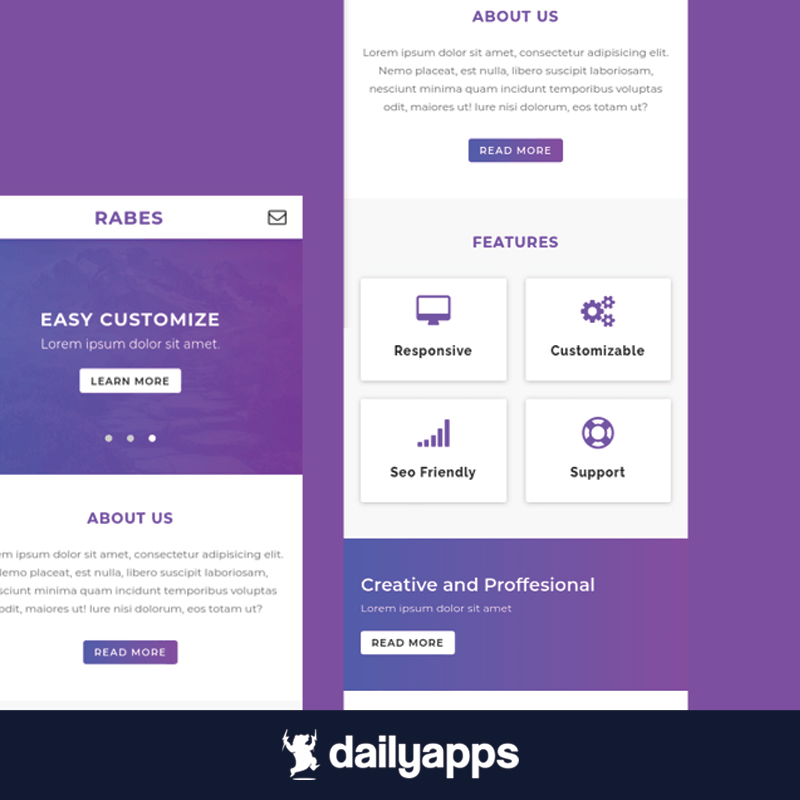 RABES
EASY CUSTOMIZE
Lorem ipsum dolor sit amet.
LEARN MORE
ABOUT US
ipsum dolor sit amet, consectetur adipisicing elit.
placeat, est nulla, libero suscipit laboriosam,
minima quam incidunt temporibus voluptas
odit, maiores ut! Iure nisi dolorum, eos totam ut?
READ MORE
ABOUT US
Lorem ipsum dolor sit amet, consectetur adipisicing elit.
Nemo placeat, est nulla, libero suscipit laboriosam,
nesciunt minima quam incidunt temporibus voluptas
odit, maiores ut! Iure nisi dolorum, eos totam ut?
READ MORE
FEATURES
Responsive
Customizable
Seo Friendly
Support
Creative and Proffesional
Lorem ipsum dolor sit amet
READ MORE
dailyapps